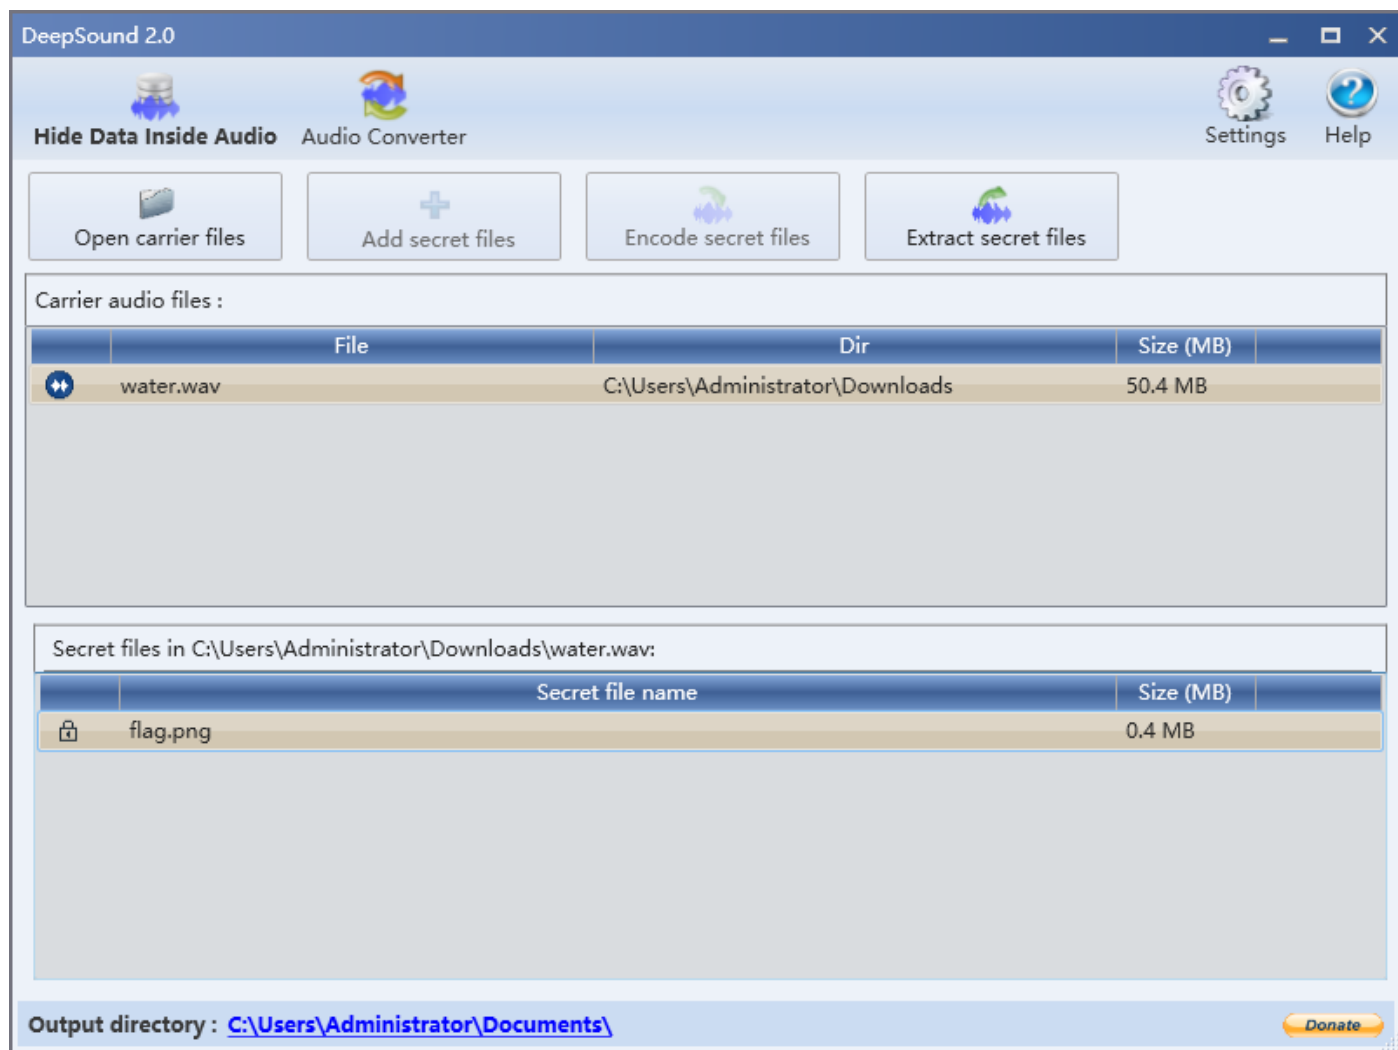 DeepSound 2.0
Hide Data Inside Audio Audio Converter Settings Help
Open carrier files Add secret files Encode secret files Extract secret files
Carrier audio files :
File Dir Size (MB)
water.wav C:\Users\Administrator\Downloads 50.4 MB
Secret files in C:\Users\Administrator\Downloads\water.wav:
Secret file name Size (MB)
flag.png 0.4 MB
Output directory : C:\Users\Administrator\Documents\ Donate